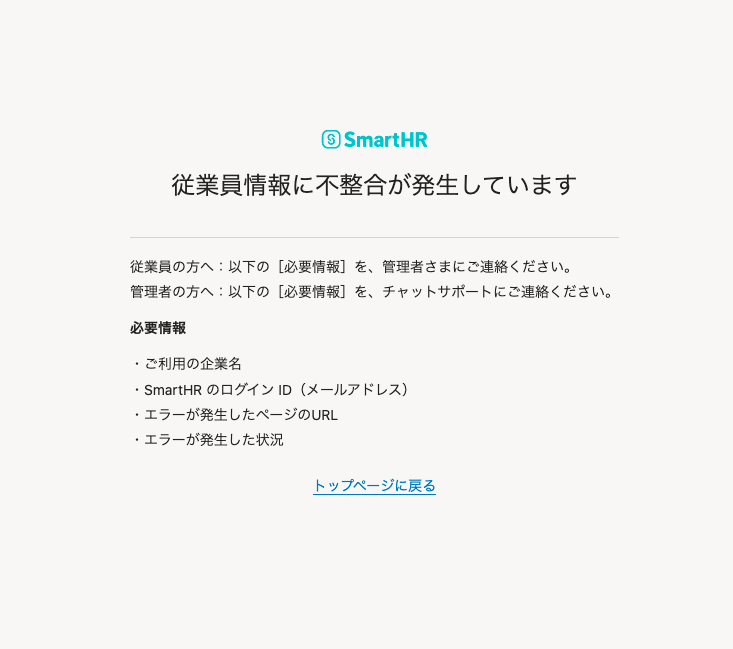 SmartHR
従業員情報に不整合が発生しています
従業員の方へ：以下の［必要情報］を、管理者さまにご連絡ください。
管理者の方へ：以下の［必要情報］を、チャットサポートにご連絡ください。
必要情報
・ご利用の企業名
・SmartHR のログイン ID（メールアドレス）
・エラーが発生したページのURL
・エラーが発生した状況
トップページに戻る